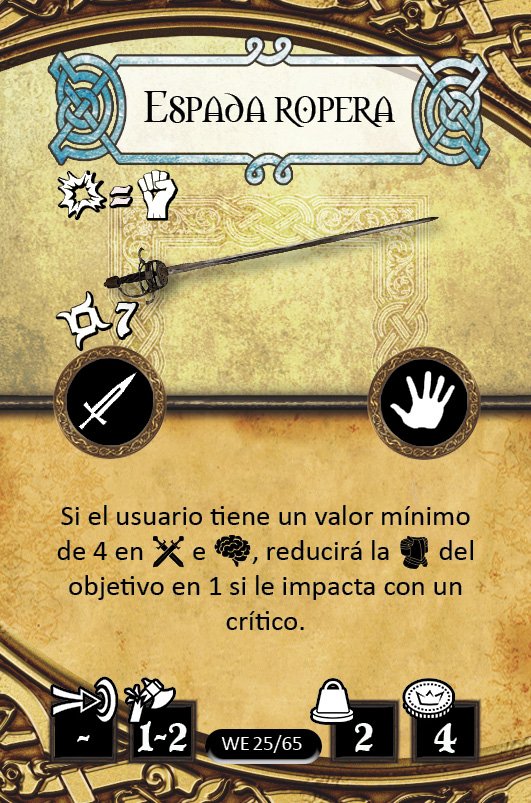 Espada ropera
=
7
Si el usuario tiene un valor mínimo
de 4 en e , reducirá la del
objetivo en 1 si le impacta con un
crítico.
- 1-2 WE 25/65 2 4